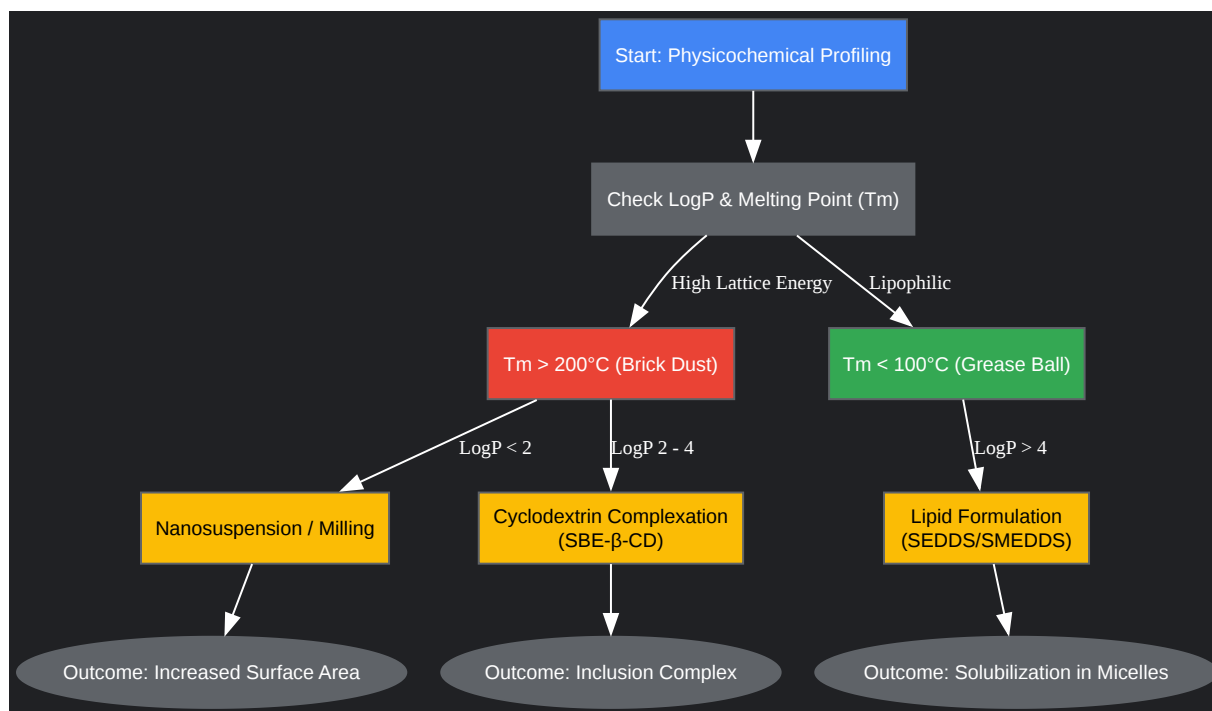 Start: Physicochemical Profiling
Check LogP & Melting Point (Tm)
High Lattice Energy
Lipophilic
Tm > 200°C (Brick Dust)
Tm < 100°C (Grease Ball)
LogP < 2
LogP 2 - 4
LogP > 4
Nanosuspension / Milling
Cyclodextrin Complexation
(SBE-β-CD)
Lipid Formulation
(SEDDS/SMEDDS)
Outcome: Increased Surface Area
Outcome: Inclusion Complex
Outcome: Solubilization in Micelles